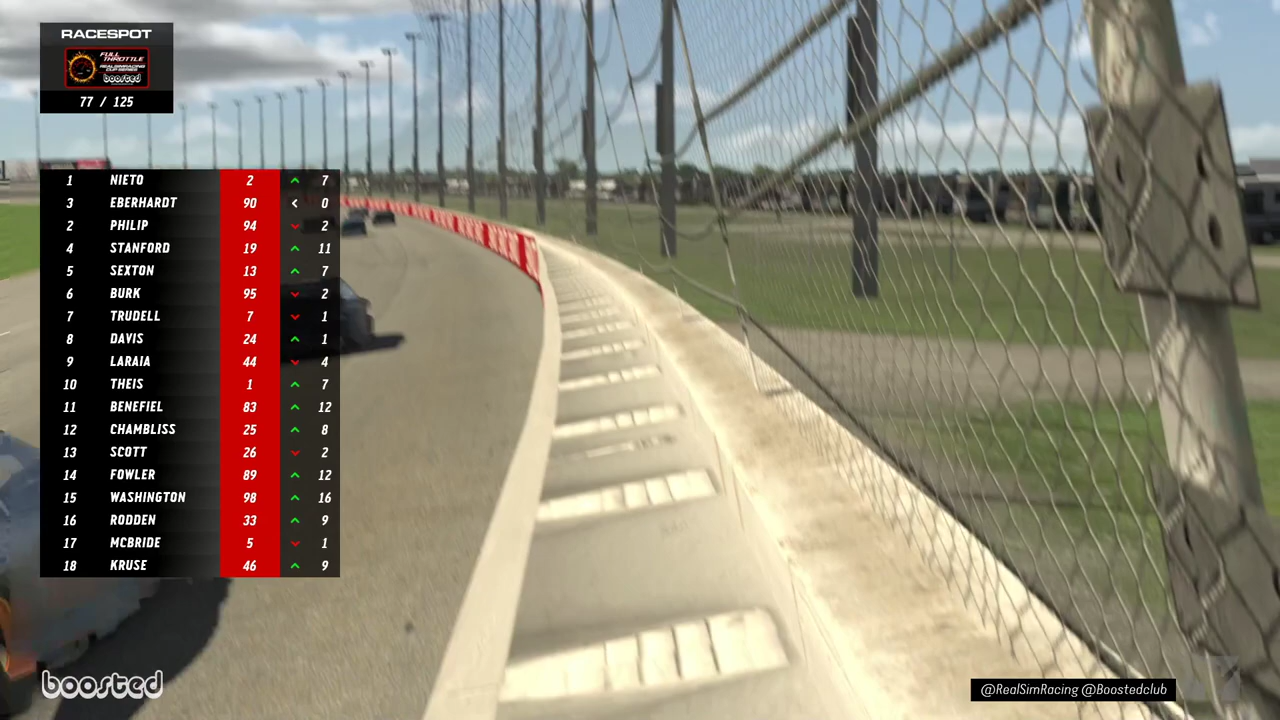 RACESPOT
FULL THROTTLE
REALSIMRACING
CUP SERIES
boosted
77 / 125
1 NIETO 2 7
3 EBERHARDT 90 0
2 PHILIP 94 2
4 STANFORD 19 11
5 SEXTON 13 7
6 BURK 95 2
7 TRUDELL 7 1
8 DAVIS 24 1
9 LARAIA 44 4
10 THEIS 1 7
11 BENEFIEL 83 12
12 CHAMBLISS 25 8
13 SCOTT 26 2
14 FOWLER 89 12
15 WASHINGTON 98 16
16 RODDEN 33 9
17 MCBRIDE 5 1
18 KRUSE 46 9
boosted
@RealSimRacing @Boostedclub